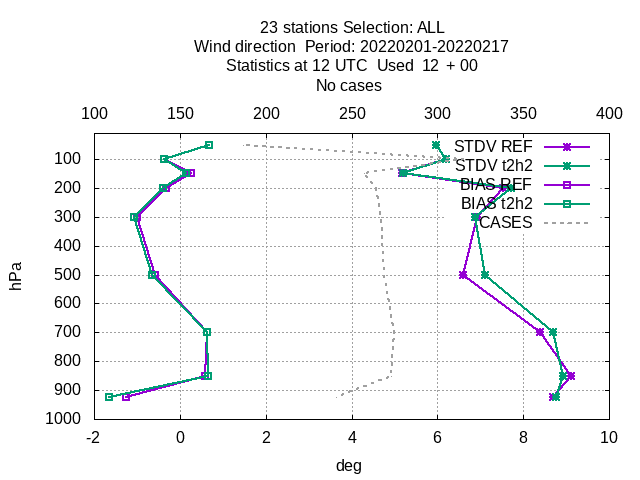 23 stations Selection: ALL
Wind direction  Period: 20220201-20220217
Statistics at 12 UTC  Used  12  + 00
No cases
100 150 200 250 300 350 400
STDV REF
STDV t2h2
BIAS REF
BIAS t2h2
CASES
hPa
100
200
300
400
500
600
700
800
900
1000
-2 0 2 4 6 8 10
deg